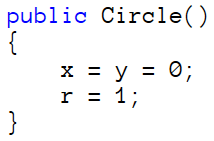 public Circle()
{
    x = y = 0;
    r = 1;
}